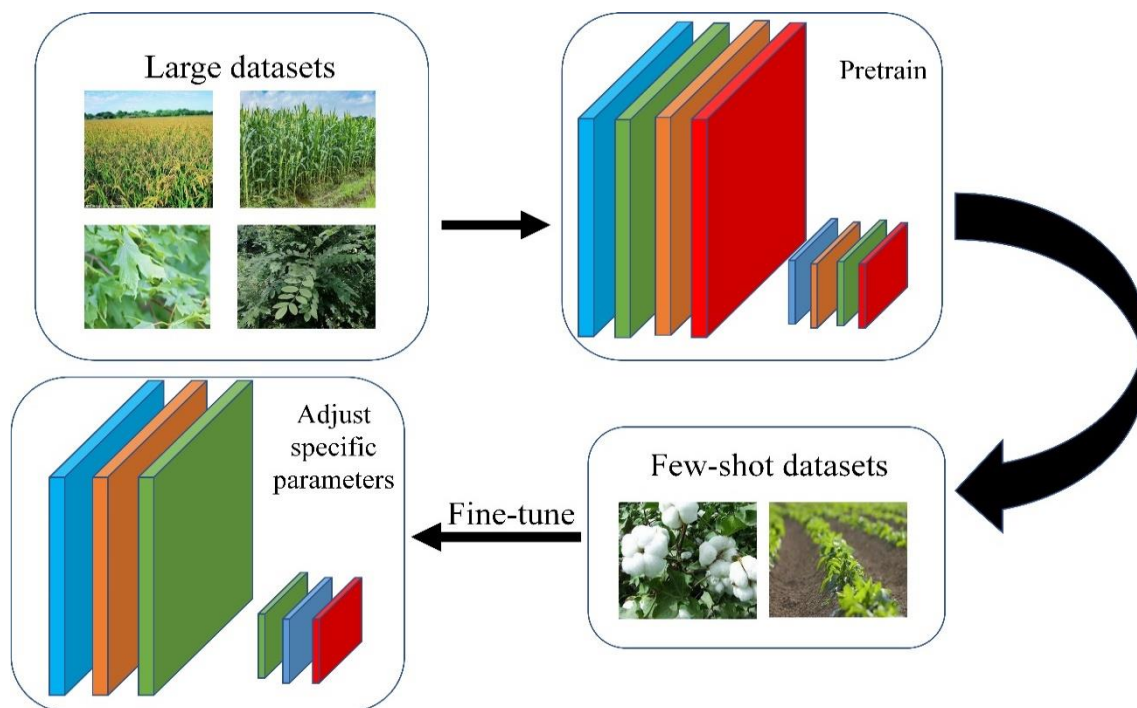 Large datasets
Pretrain
Few-shot datasets
Fine-tune
Adjust
specific
parameters